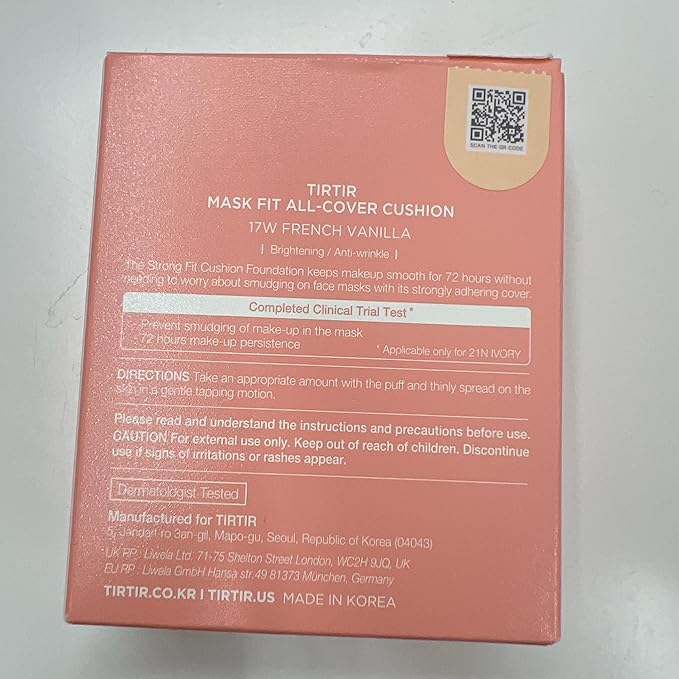 SCAN THE QR CODE
TIRTIR
MASK FIT ALL-COVER CUSHION
17W FRENCH VANILLA
| Brightening / Anti-wrinkle |
The Strong Fit Cushion Foundation keeps makeup smooth for 72 hours without
needing to worry about smudging on face masks with its strongly adhering cover.
Completed Clinical Trial Test*
· Prevent smudging of make-up in the mask
· 72 hours make-up persistence
* Applicable only for 21N IVORY
DIRECTIONS Take an appropriate amount with the puff and thinly spread on the
skin in a gentle tapping motion.
Please read and understand the instructions and precautions before use.
CAUTION For external use only. Keep out of reach of children. Discontinue
use if signs of irritations or rashes appear.
Dermatologist Tested
Manufactured for TIRTIR
5, Jandari-ro 3an-gil, Mapo-gu, Seoul, Republic of Korea (04043)
UK RP : Liwela Ltd. 71-75 Shelton Street London, WC2H 9JQ, UK
EU RP : Liwela GmbH Hansa str.49 81373 München, Germany
TIRTIR.CO.KR | TIRTIR.US MADE IN KOREA